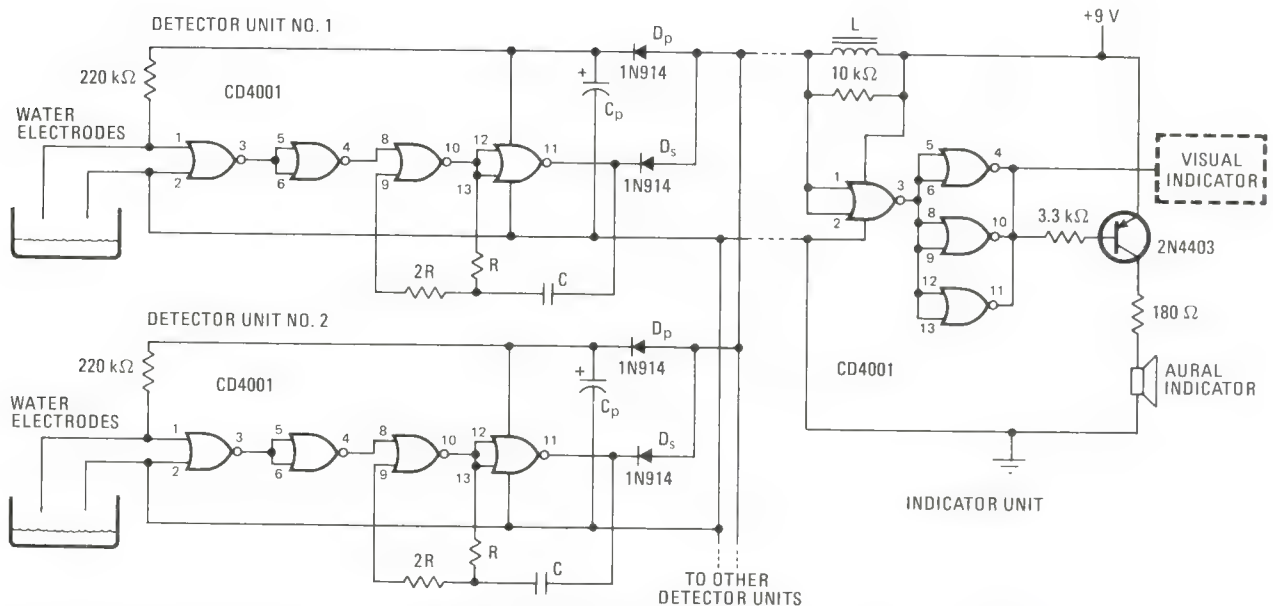 DETECTOR UNIT NO. 1
220 kΩ
CD4001
WATER
ELECTRODES
1
2
3
5
6
4
8
9
10
12
13
11
+
Cp
Dp
1N914
Ds
1N914
R
2R
C
DETECTOR UNIT NO. 2
220 kΩ
CD4001
WATER
ELECTRODES
1
2
3
5
6
4
8
9
10
12
13
11
+
Cp
Dp
1N914
Ds
1N914
R
2R
C
TO OTHER
DETECTOR UNITS
L
10 kΩ
+9 V
1
2
3
5
6
4
8
9
10
12
13
11
CD4001
3.3 kΩ
VISUAL
INDICATOR
2N4403
180 Ω
AURAL
INDICATOR
INDICATOR UNIT